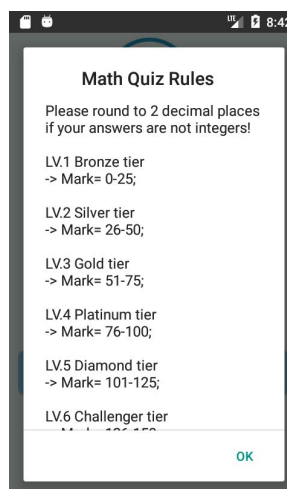 LTE 8:42
Math Quiz Rules
Please round to 2 decimal places
if your answers are not integers!
LV.1 Bronze tier
-> Mark= 0-25;
LV.2 Silver tier
-> Mark= 26-50;
LV.3 Gold tier
-> Mark= 51-75;
LV.4 Platinum tier
-> Mark= 76-100;
LV.5 Diamond tier
-> Mark= 101-125;
LV.6 Challenger tier
OK